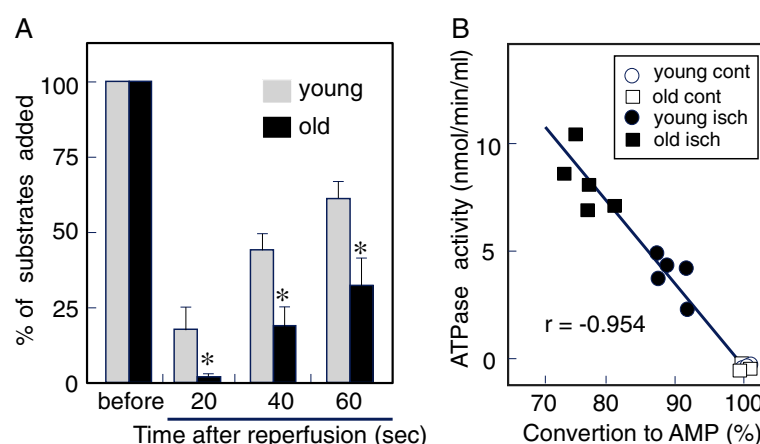 A
% of substrates added
100
75
50
25
0
young
old
*
*
*
before 20 40 60
Time after reperfusion (sec)
B
ATPase activity (nmol/min/ml)
10
5
0
young cont
old cont
young isch
old isch
r = -0.954
70 80 90 100
Convertion to AMP (%)